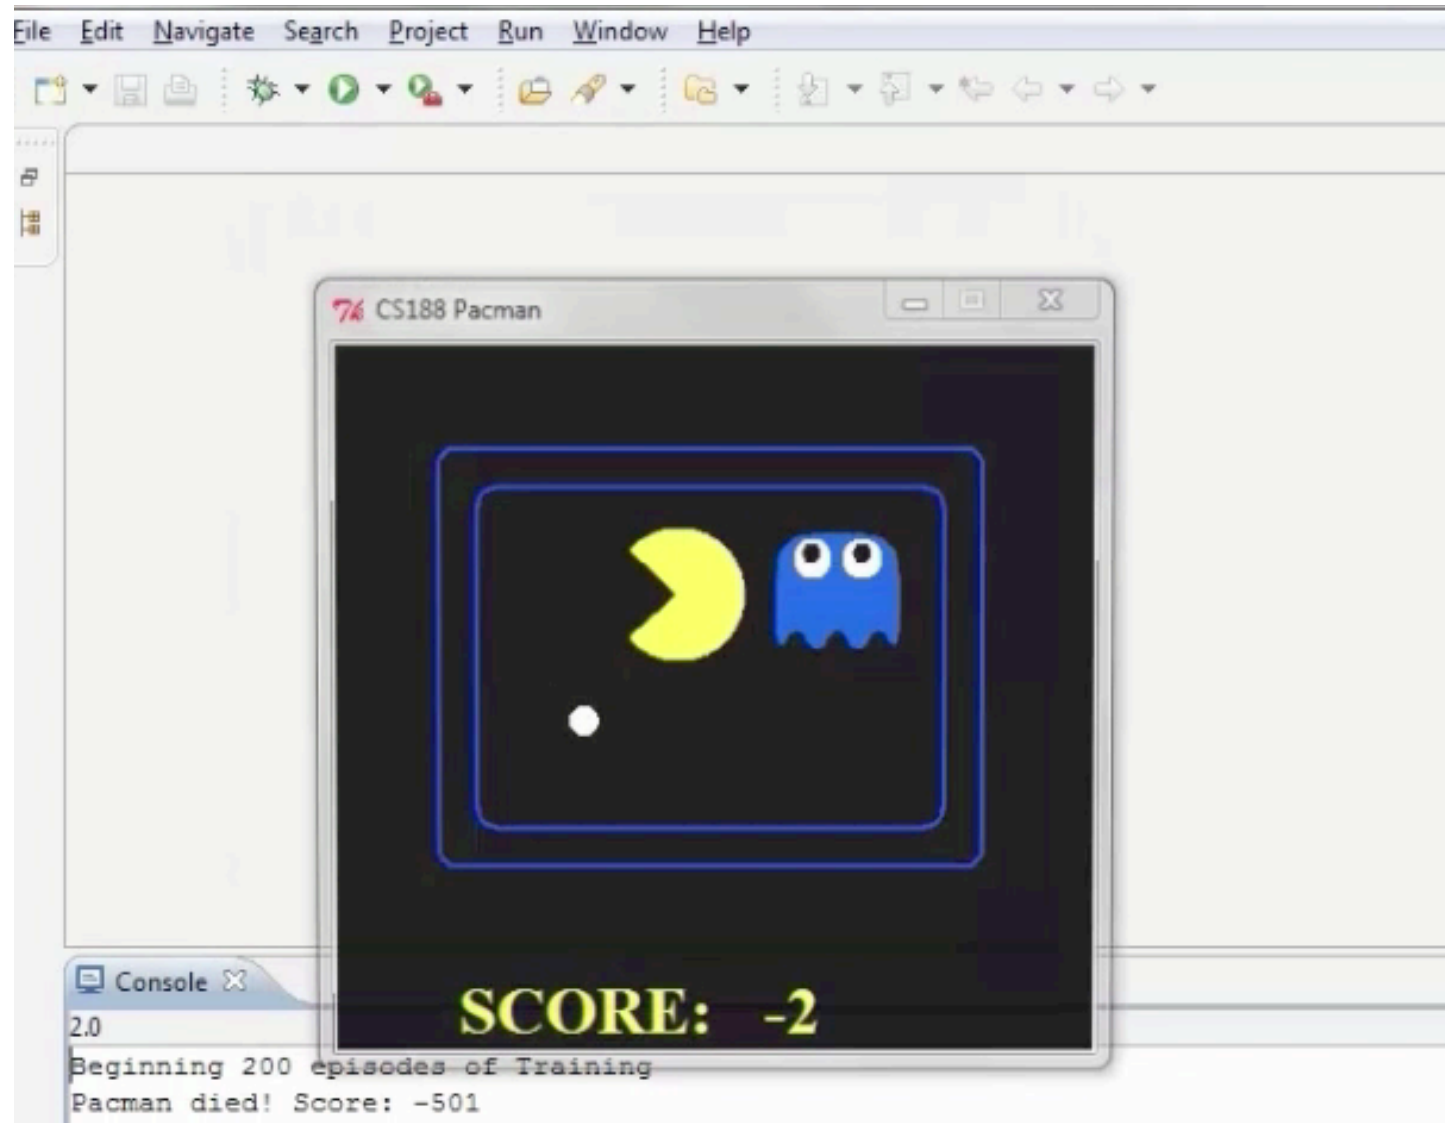 File Edit Navigate Search Project Run Window Help
CS188 Pacman
SCORE: -2
Console
2.0
Beginning 200 episodes of Training
Pacman died! Score: -501